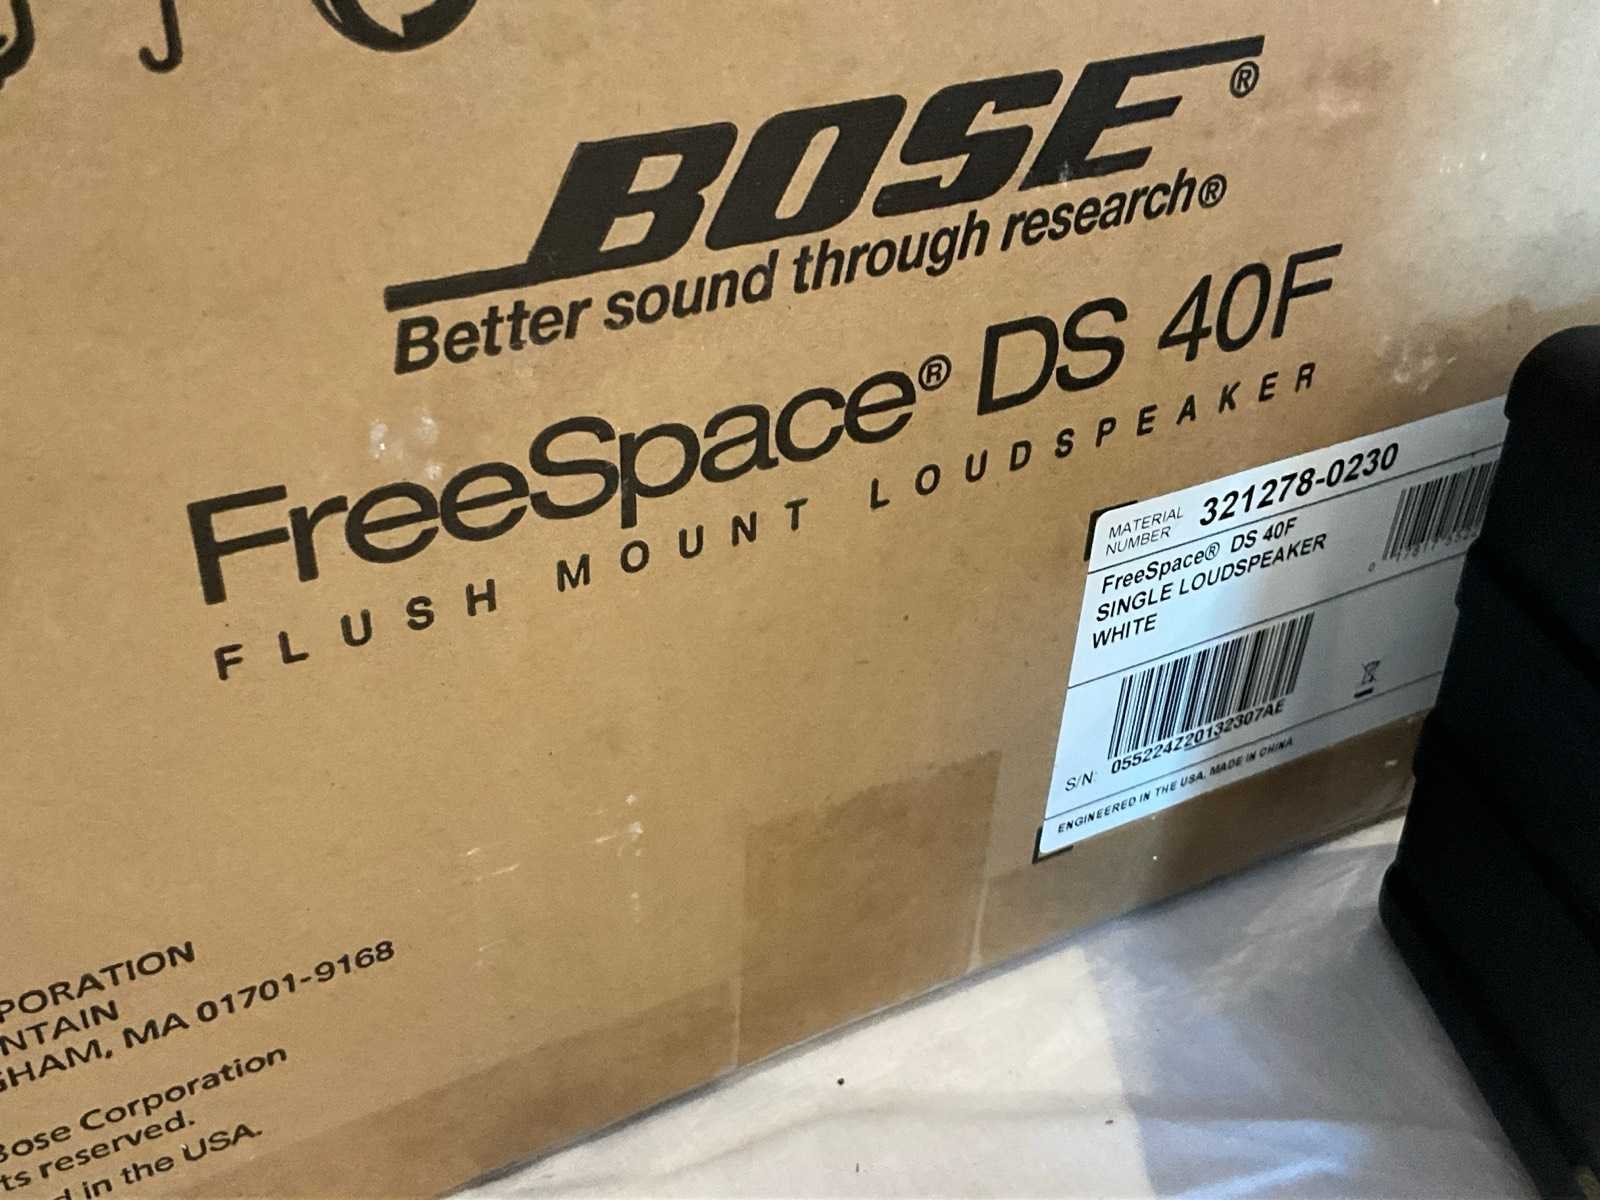 BOSE®
Better sound through research®
FreeSpace® DS 40F
FLUSH MOUNT LOUDSPEAKER
MATERIAL NUMBER 321278-0230
FreeSpace® DS 40F
SINGLE LOUDSPEAKER
WHITE
S/N: 055224Z20132307AE
ENGINEERED IN THE USA, MADE IN CHINA
PORATION
NTAIN
GHAM, MA 01701-9168
Bose Corporation
ts reserved.
d in the USA.